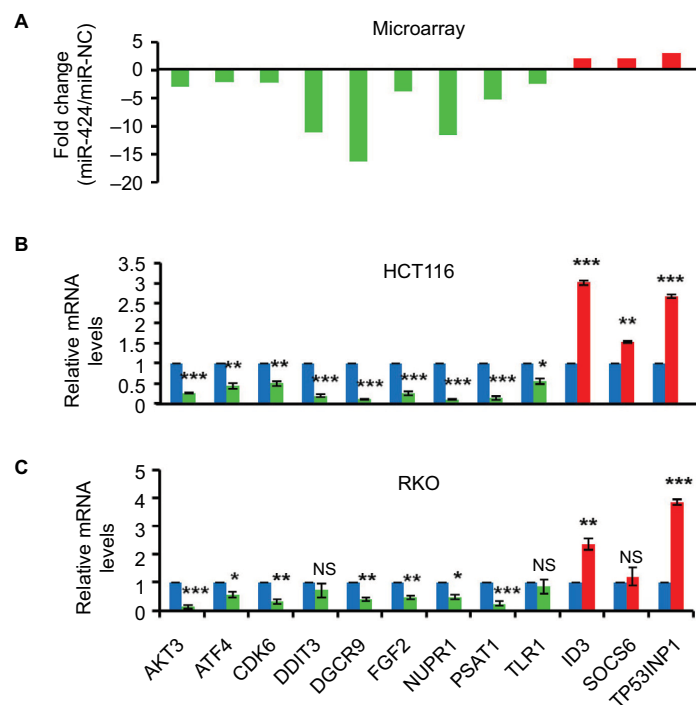 A
Microarray
Fold change
(miR-424/miR-NC)
5
0
–5
–10
–15
–20
B
HCT116
Relative mRNA
levels
3.5
3
2.5
2
1.5
1
0.5
0
***
**
**
***
***
***
***
***
*
***
**
***
C
RKO
Relative mRNA
levels
5
4
3
2
1
0
***
*
**
NS
**
**
*
***
NS
**
NS
***
AKT3
ATF4
CDK6
DDIT3
DGCR9
FGF2
NUPR1
PSAT1
TLR1
ID3
SOCS6
TP53INP1